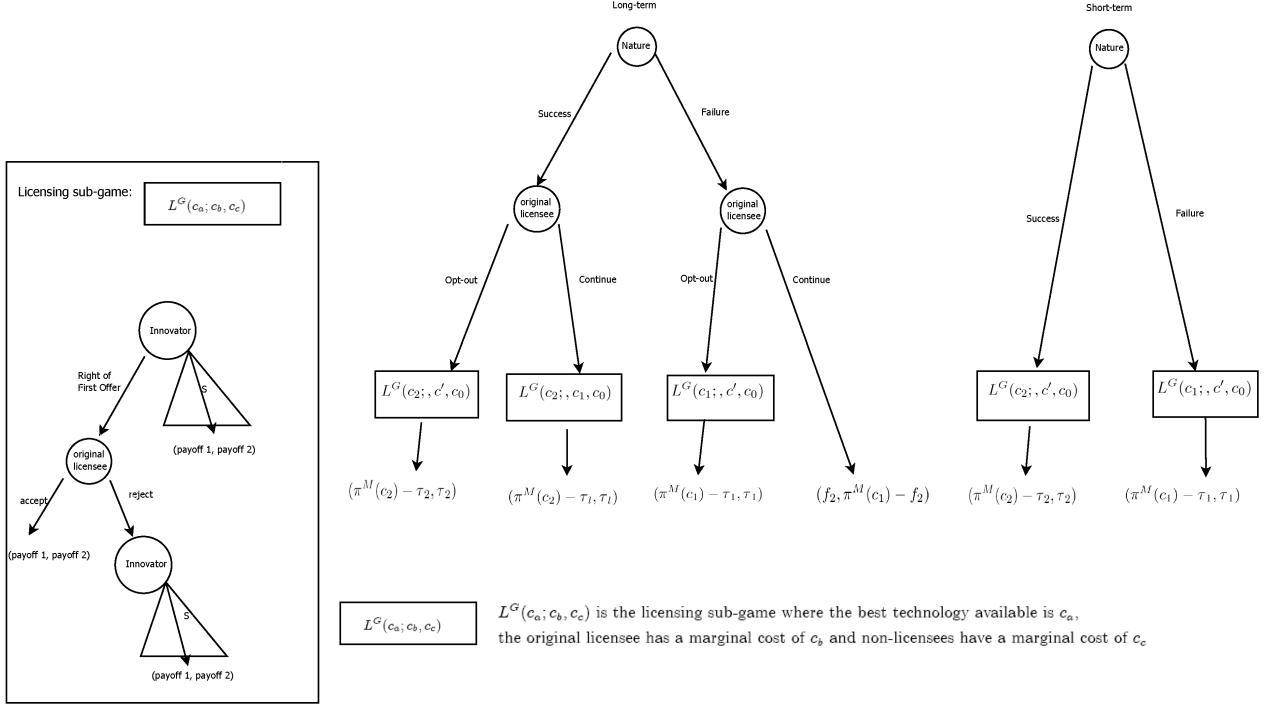 Long-term
Short-term
Nature
Nature
Success
Failure
Success
Failure
original
licensee
original
licensee
Opt-out
Continue
Opt-out
Continue
L^G(c_2; , c', c_0)
L^G(c_2; , c_1, c_0)
L^G(c_1; , c', c_0)
L^G(c_2; , c', c_0)
L^G(c_1; , c', c_0)
(π^M(c_2) − τ_2, τ_2)
(π^M(c_2) − τ_l, τ_l)
(π^M(c_1) − τ_1, τ_1)
(f_2, π^M(c_1) − f_2)
(π^M(c_2) − τ_2, τ_2)
(π^M(c_1) − τ_1, τ_1)
Licensing sub-game:
L^G(c_a; c_b, c_c)
Innovator
Right of
First Offer
S
(payoff 1, payoff 2)
original
licensee
accept
reject
(payoff 1, payoff 2)
Innovator
S
(payoff 1, payoff 2)
L^G(c_a; c_b, c_c)
L^G(c_a; c_b, c_c) is the licensing sub-game where the best technology available is c_a,
the original licensee has a marginal cost of c_b and non-licensees have a marginal cost of c_c